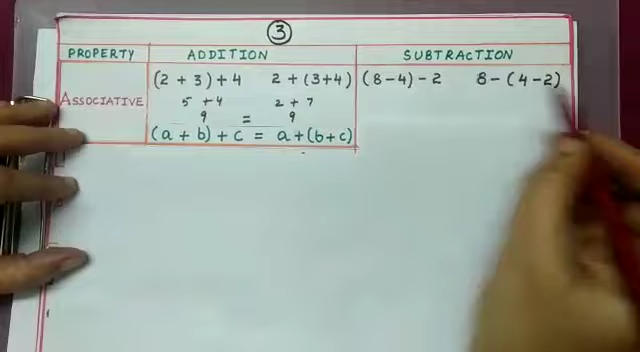 3
PROPERTY ADDITION SUBTRACTION
ASSOCIATIVE (2 + 3) + 4 2 + (3+4) (8-4) - 2 8 - (4-2)
5 + 4 2 + 7
9 = 9
(a + b) + c = a + (b + c)